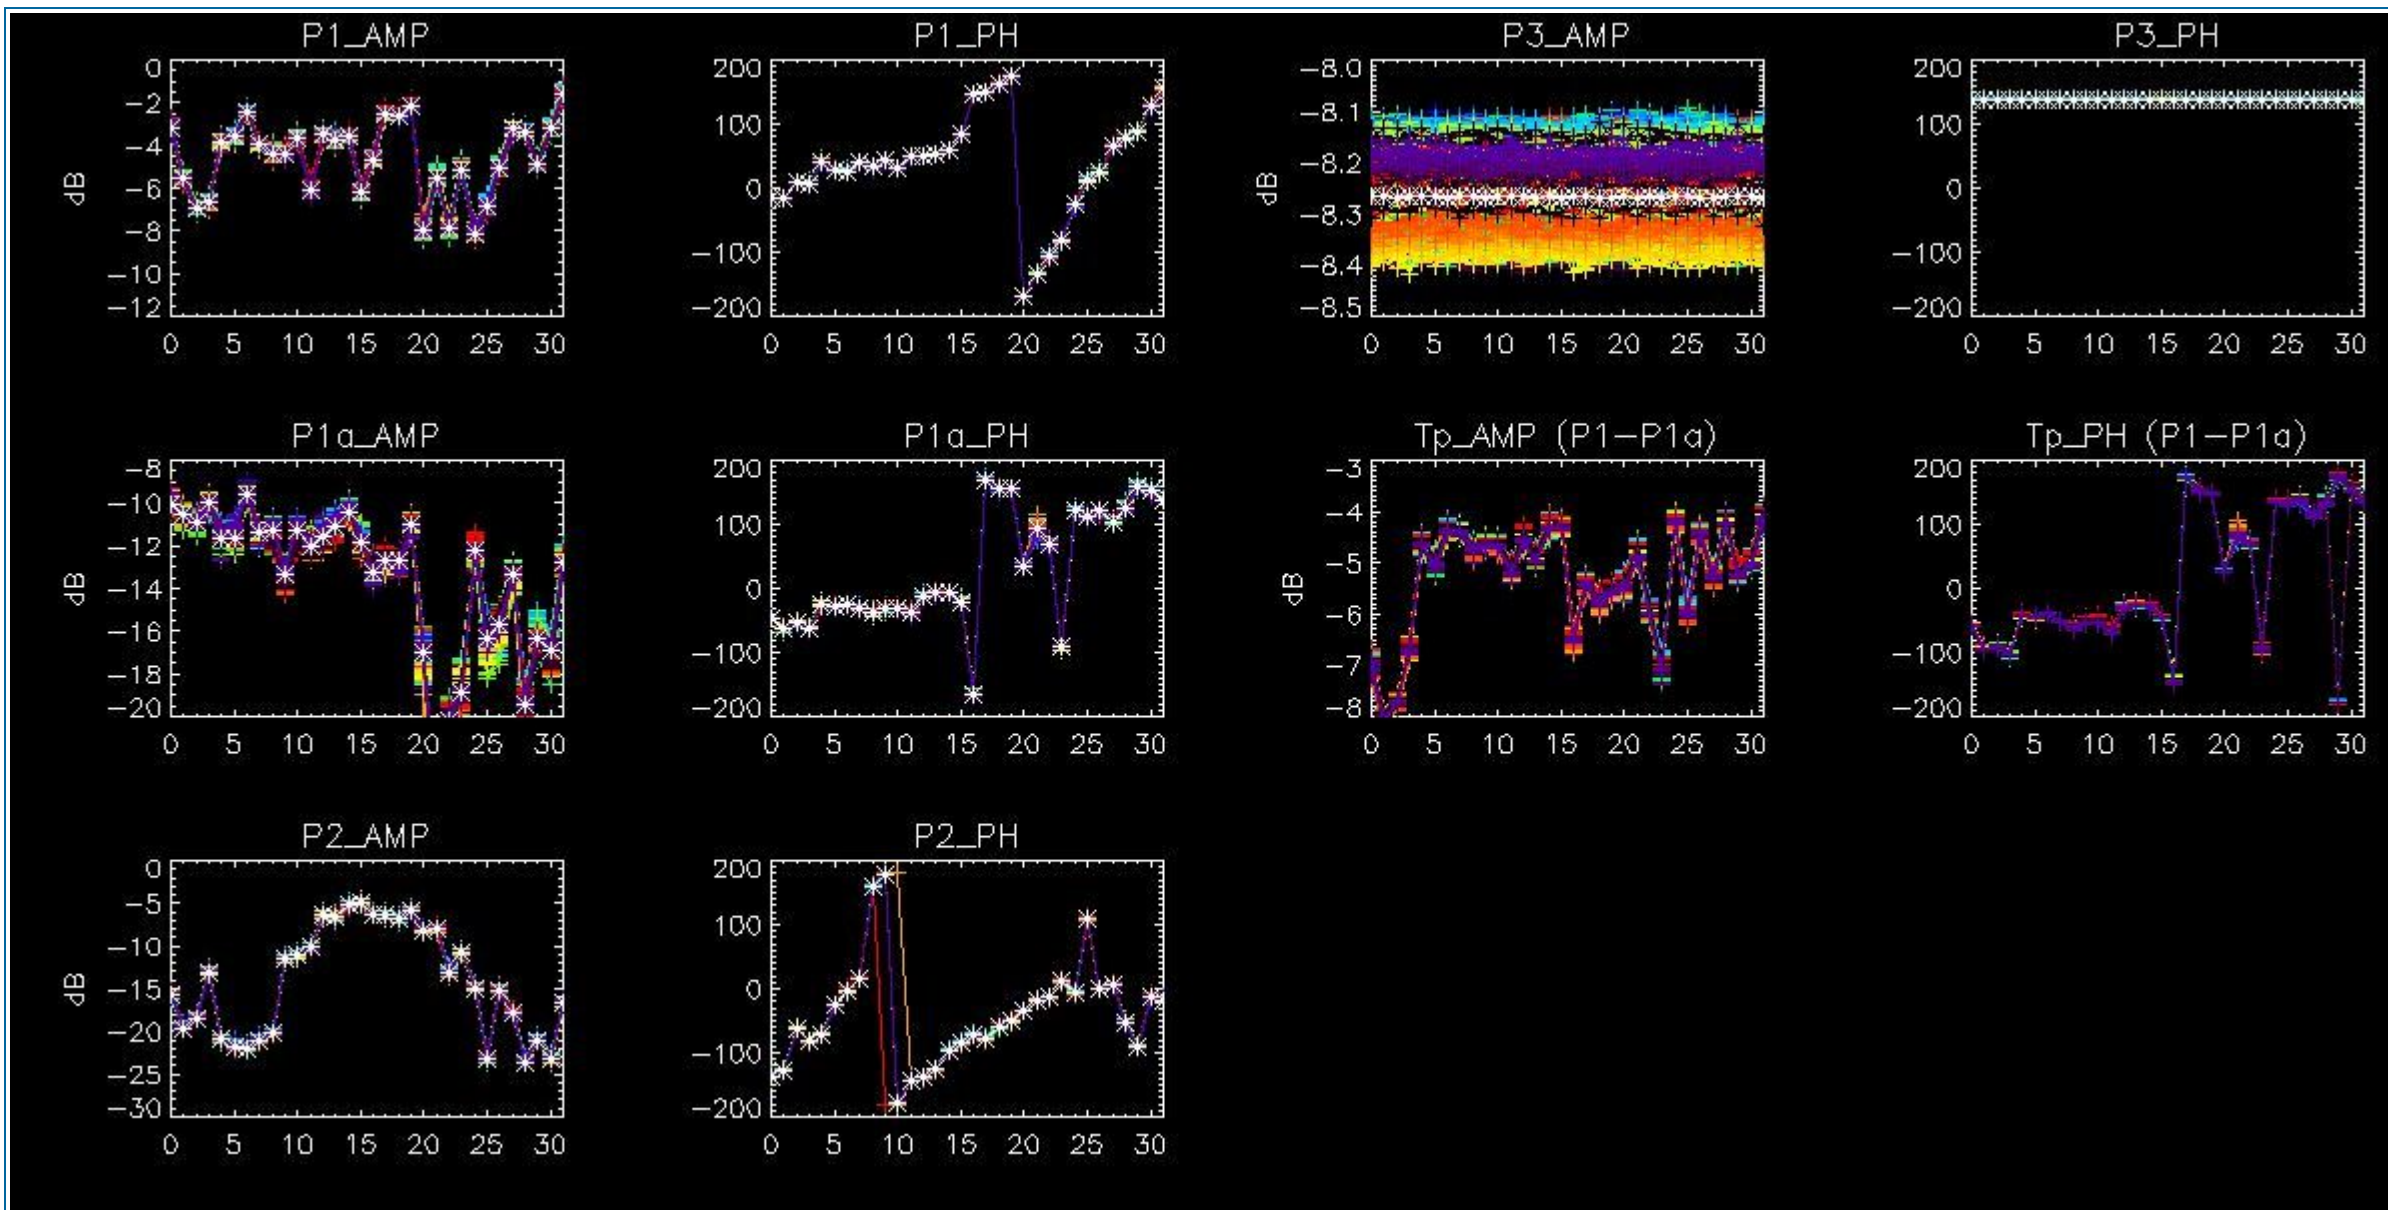 P1_AMP P1_PH P3_AMP P3_PH
0 200 -8.0 200
-2 100 -8.1 100
-4 0 -8.2 0
-6 -100 -8.3 -100
-8 -200 -8.4 -200
-10 -8.5
-12
dB dB
0 5 10 15 20 25 30 0 5 10 15 20 25 30 0 5 10 15 20 25 30 0 5 10 15 20 25 30
P1a_AMP P1a_PH Tp_AMP (P1-P1a) Tp_PH (P1-P1a)
-8 200 -3 200
-10 100 -4 100
-12 0 -5 0
-14 -100 -6 -100
-16 -200 -7 -200
-18 -8
-20
dB dB
0 5 10 15 20 25 30 0 5 10 15 20 25 30 0 5 10 15 20 25 30 0 5 10 15 20 25 30
P2_AMP P2_PH
0 200
-5 100
-10 0
-15 -100
-20 -200
-25
-30
dB
0 5 10 15 20 25 30 0 5 10 15 20 25 30